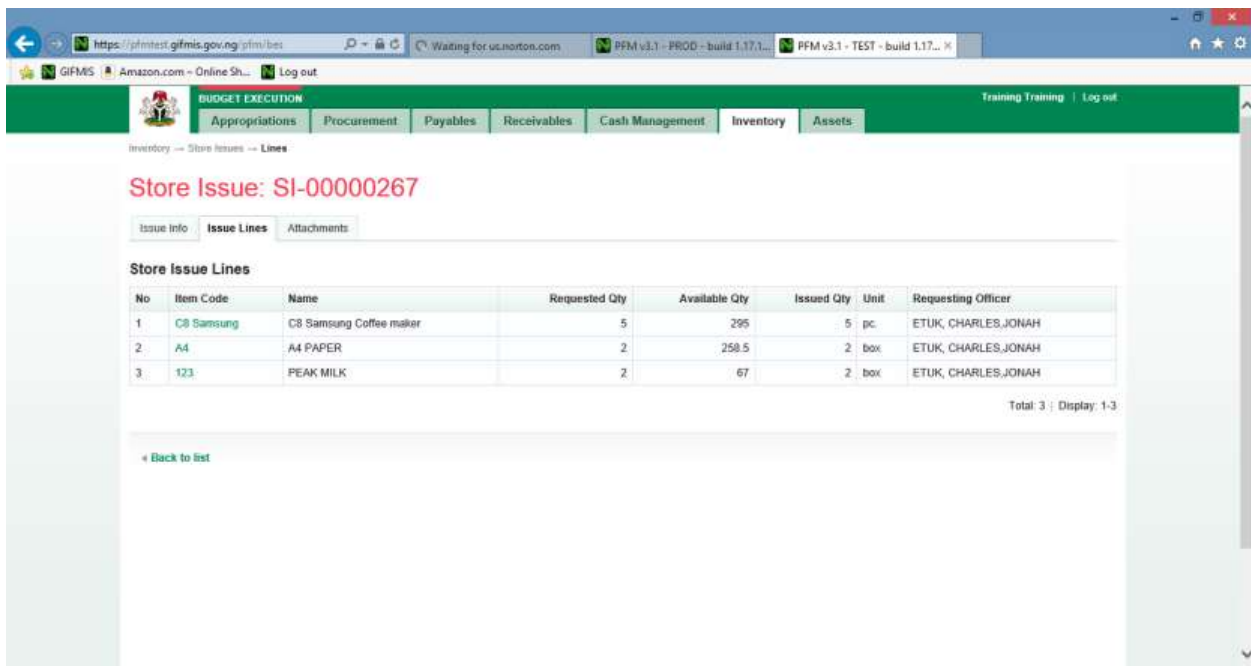 https://pfmtest.gifmis.gov.ng/pfm/be
Waiting for us.norton.com
PFM v3.1 - PROD - build 1.17.1...
PFM v3.1 - TEST - build 1.17...
GIFMIS
Amazon.com – Online Sh...
Log out
BUDGET EXECUTION
Training Training | Log out
Appropriations Procurement Payables Receivables Cash Management Inventory Assets
Inventory → Store Issues → Lines
Store Issue: SI-00000267
Issue Info Issue Lines Attachments
Store Issue Lines
No Item Code Name Requested Qty Available Qty Issued Qty Unit Requesting Officer
1 C8 Samsung C8 Samsung Coffee maker 5 295 5 pc. ETUK, CHARLES,JONAH
2 A4 A4 PAPER 2 258.5 2 box ETUK, CHARLES,JONAH
3 123 PEAK MILK 2 67 2 box ETUK, CHARLES,JONAH
Total: 3 | Display: 1-3
Back to list